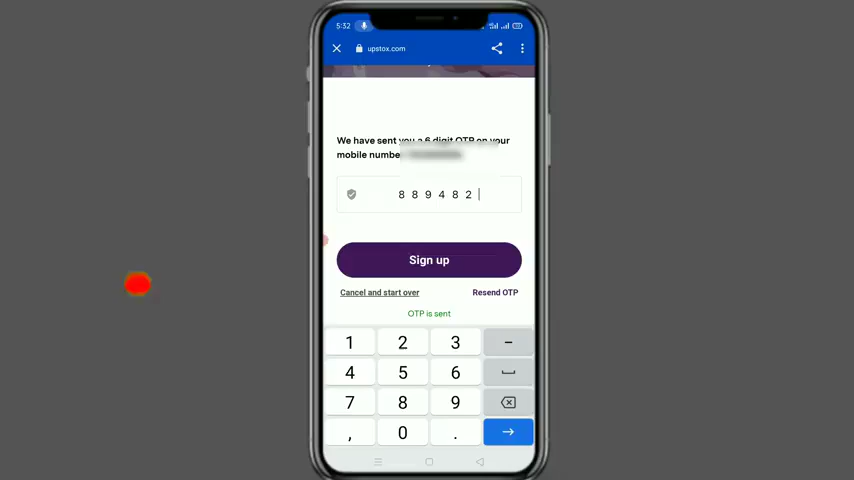 5:32
upstox.com
We have sent you a 6 digit OTP on your
mobile number
8 8 9 4 8 2
Sign up
Cancel and start over
Resend OTP
OTP is sent
1 2 3 -
4 5 6
7 8 9
, 0 .